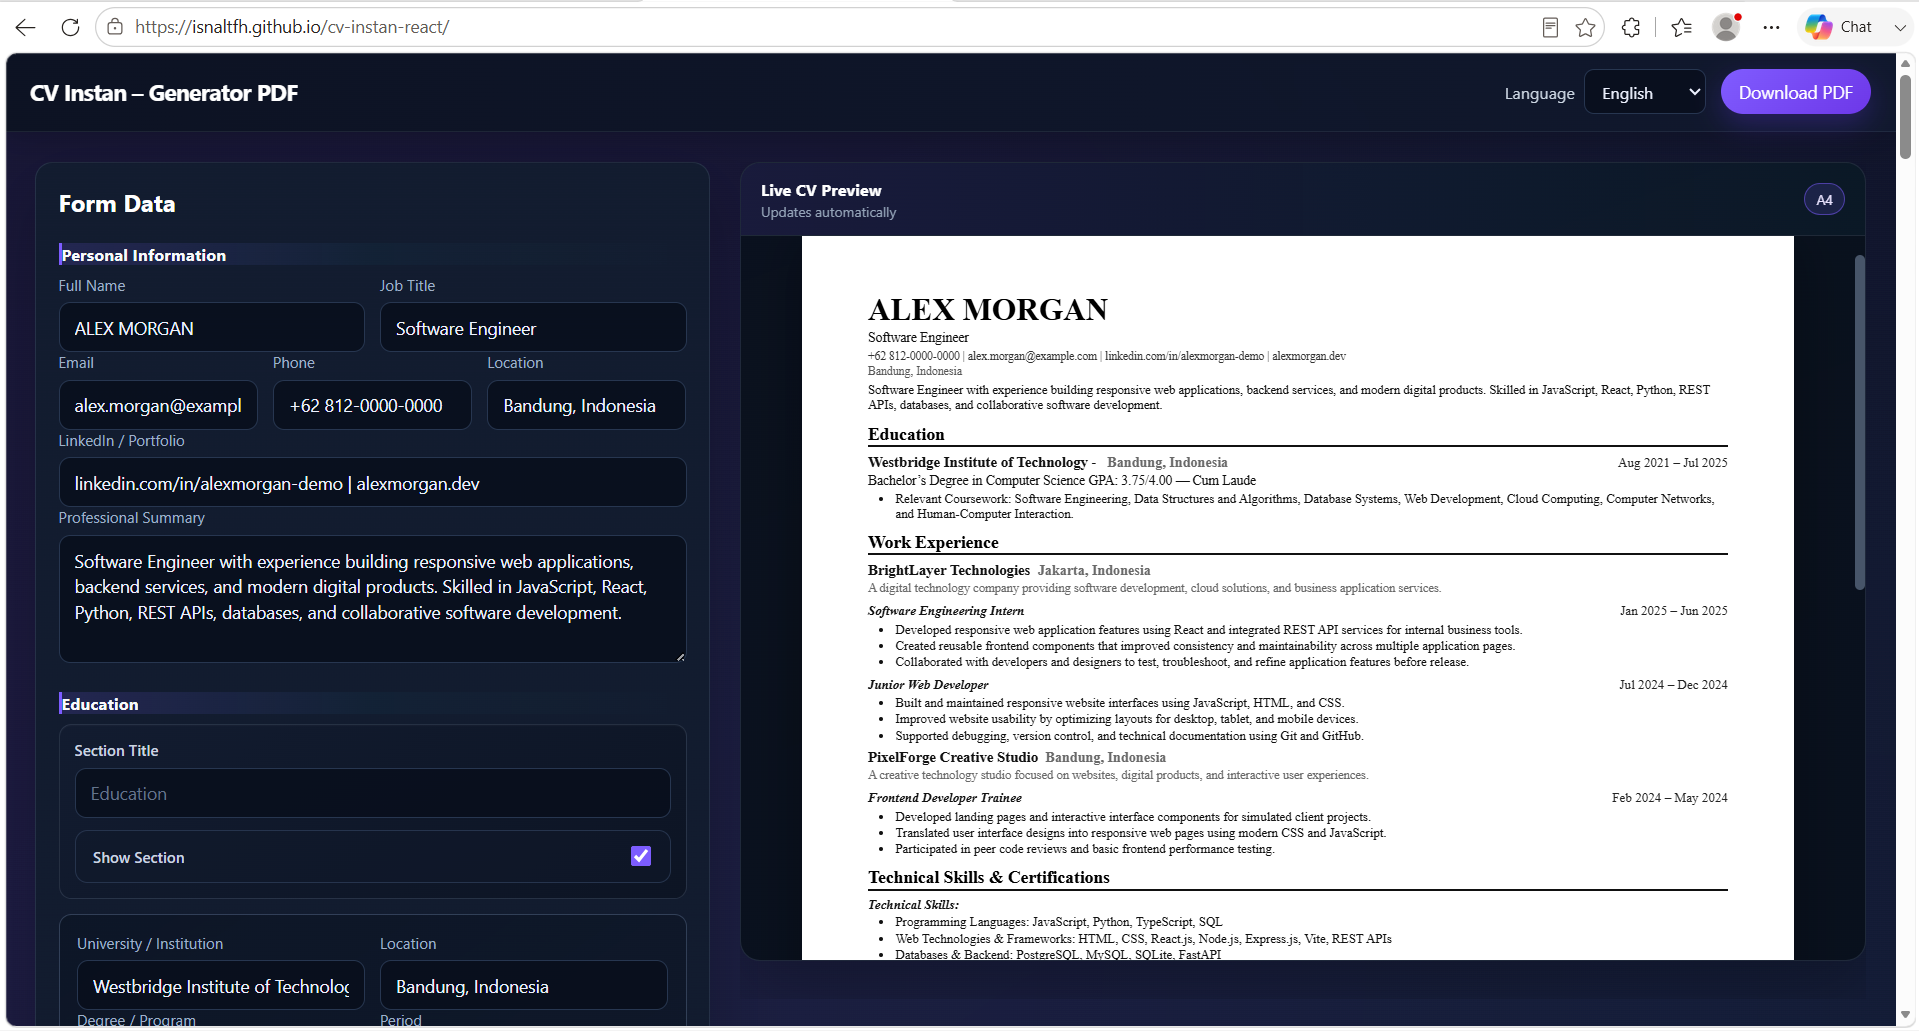 https://isnaltfh.github.io/cv-instan-react/
Chat
CV Instan – Generator PDF
Language
English
Download PDF
Form Data
Personal Information
Full Name
Job Title
ALEX MORGAN
Software Engineer
Email
Phone
Location
alex.morgan@exampl
+62 812-0000-0000
Bandung, Indonesia
LinkedIn / Portfolio
linkedin.com/in/alexmorgan-demo | alexmorgan.dev
Professional Summary
Software Engineer with experience building responsive web applications,
backend services, and modern digital products. Skilled in JavaScript, React,
Python, REST APIs, databases, and collaborative software development.
Education
Section Title
Education
Show Section
University / Institution
Location
Westbridge Institute of Technolog
Bandung, Indonesia
Degree / Program
Period
Live CV Preview
Updates automatically
A4
ALEX MORGAN
Software Engineer
+62 812-0000-0000 | alex.morgan@example.com | linkedin.com/in/alexmorgan-demo | alexmorgan.dev
Bandung, Indonesia
Software Engineer with experience building responsive web applications, backend services, and modern digital products. Skilled in JavaScript, React, Python, REST
APIs, databases, and collaborative software development.
Education
Westbridge Institute of Technology - Bandung, Indonesia Aug 2021 – Jul 2025
Bachelor’s Degree in Computer Science GPA: 3.75/4.00 — Cum Laude
• Relevant Coursework: Software Engineering, Data Structures and Algorithms, Database Systems, Web Development, Cloud Computing, Computer Networks,
and Human-Computer Interaction.
Work Experience
BrightLayer Technologies Jakarta, Indonesia
A digital technology company providing software development, cloud solutions, and business application services.
Software Engineering Intern Jan 2025 – Jun 2025
• Developed responsive web application features using React and integrated REST API services for internal business tools.
• Created reusable frontend components that improved consistency and maintainability across multiple application pages.
• Collaborated with developers and designers to test, troubleshoot, and refine application features before release.
Junior Web Developer Jul 2024 – Dec 2024
• Built and maintained responsive website interfaces using JavaScript, HTML, and CSS.
• Improved website usability by optimizing layouts for desktop, tablet, and mobile devices.
• Supported debugging, version control, and technical documentation using Git and GitHub.
PixelForge Creative Studio Bandung, Indonesia
A creative technology studio focused on websites, digital products, and interactive user experiences.
Frontend Developer Trainee Feb 2024 – May 2024
• Developed landing pages and interactive interface components for simulated client projects.
• Translated user interface designs into responsive web pages using modern CSS and JavaScript.
• Participated in peer code reviews and basic frontend performance testing.
Technical Skills & Certifications
Technical Skills:
• Programming Languages: JavaScript, Python, TypeScript, SQL
• Web Technologies & Frameworks: HTML, CSS, React.js, Node.js, Express.js, Vite, REST APIs
• Databases & Backend: PostgreSQL, MySQL, SQLite, FastAPI